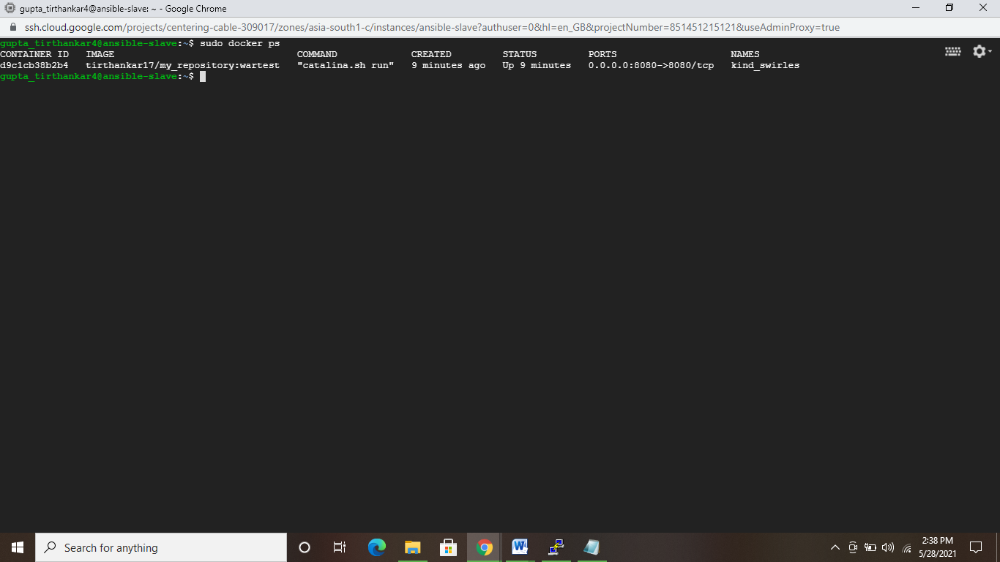 gupta_tirthankar4@ansible-slave: ~ - Google Chrome
ssh.cloud.google.com/projects/centering-cable-309017/zones/asia-south1-c/instances/ansible-slave?authuser=0&hl=en_GB&projectNumber=851451215121&useAdminProxy=true
gupta_tirthankar4@ansible-slave:~$ sudo docker ps
CONTAINER ID IMAGE COMMAND CREATED STATUS PORTS NAMES
d9c1cb38b2b4 tirthankar17/my_repository:wartest "catalina.sh run" 9 minutes ago Up 9 minutes 0.0.0.0:8080->8080/tcp kind_swirles
gupta_tirthankar4@ansible-slave:~$
Search for anything
2:38 PM
5/28/2021